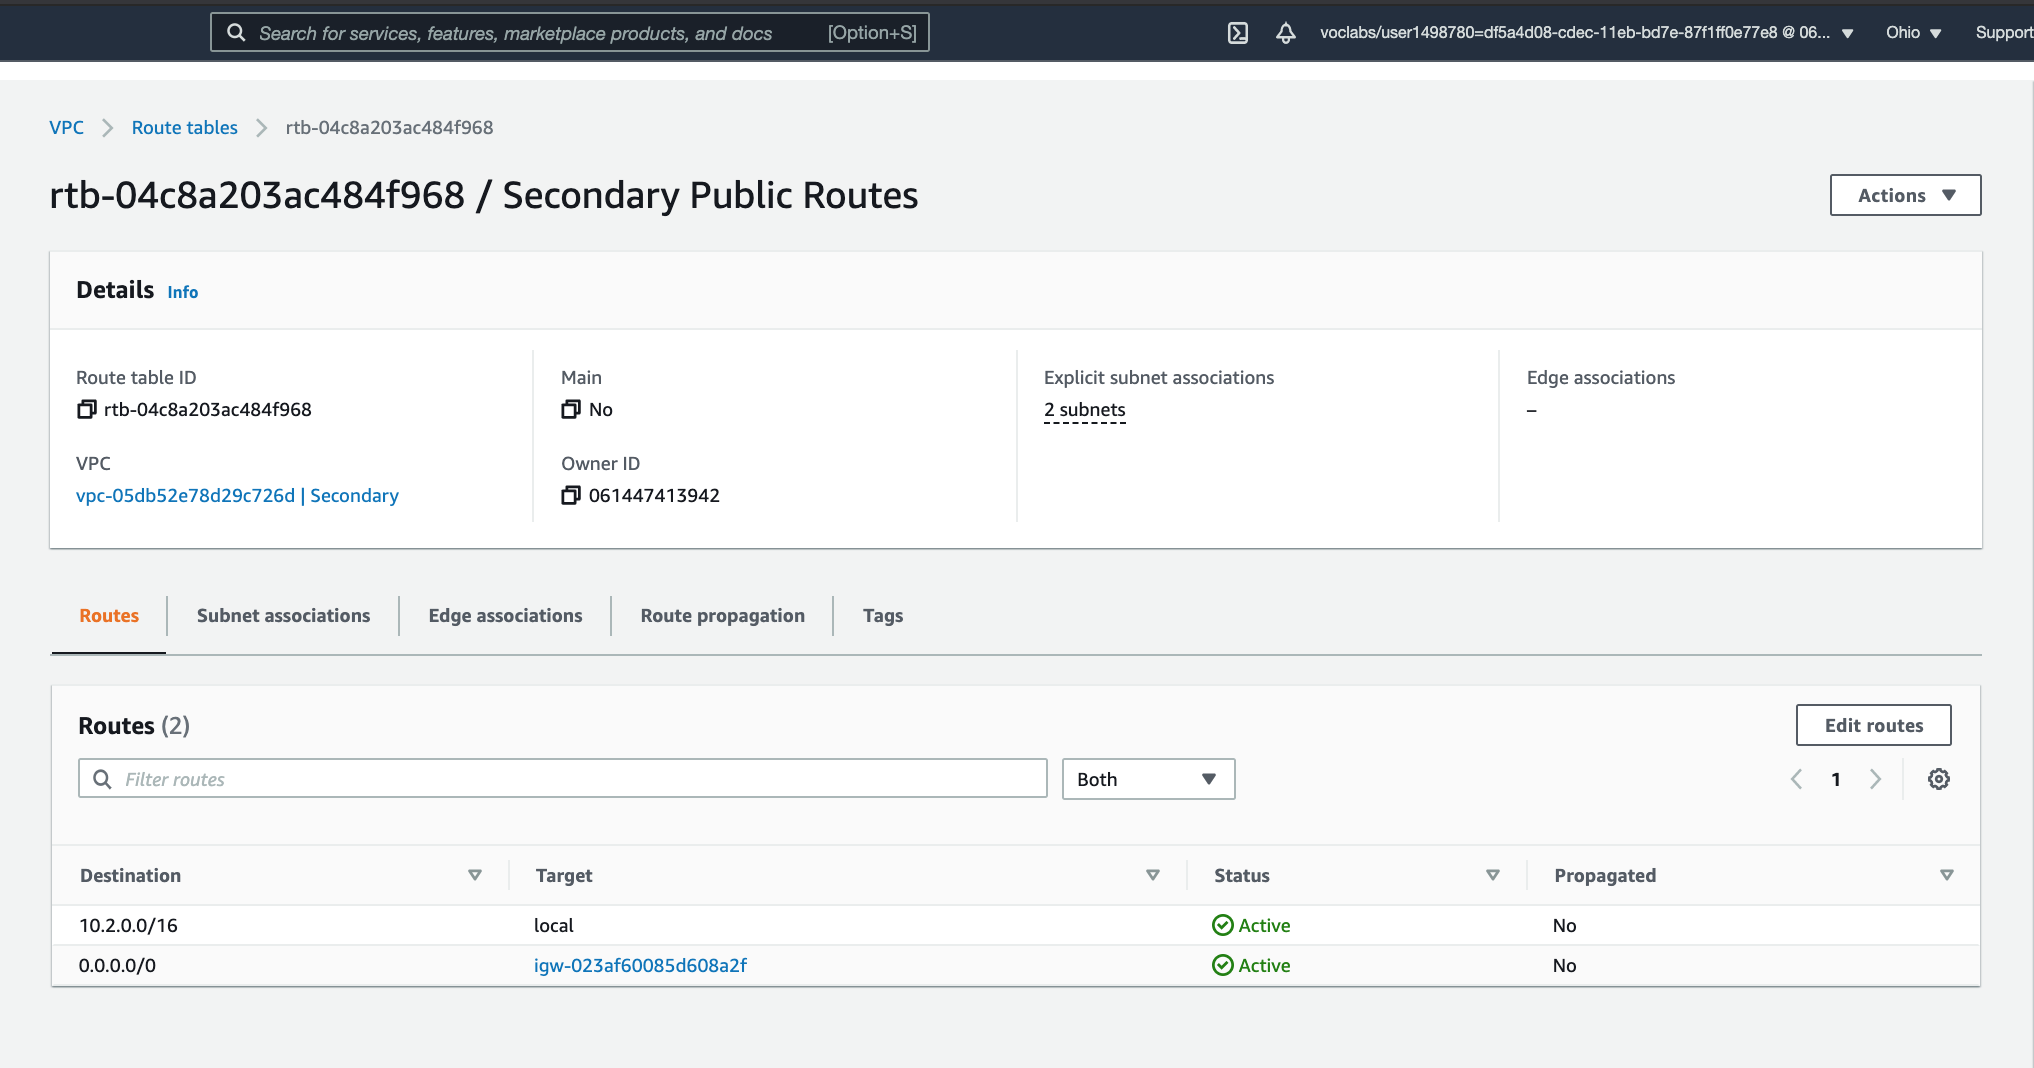 Search for services, features, marketplace products, and docs [Option+S] voclabs/user1498780=df5a4d08-cdec-11eb-bd7e-87f1ff0e77e8 @ 06... Ohio Support
VPC Route tables rtb-04c8a203ac484f968
rtb-04c8a203ac484f968 / Secondary Public Routes Actions
Details Info
Route table ID Main Explicit subnet associations Edge associations
rtb-04c8a203ac484f968 No 2 subnets –
VPC Owner ID
vpc-05db52e78d29c726d | Secondary 061447413942
Routes Subnet associations Edge associations Route propagation Tags
Routes (2) Edit routes
Filter routes Both 1
Destination Target Status Propagated
10.2.0.0/16 local Active No
0.0.0.0/0 igw-023af60085d608a2f Active No